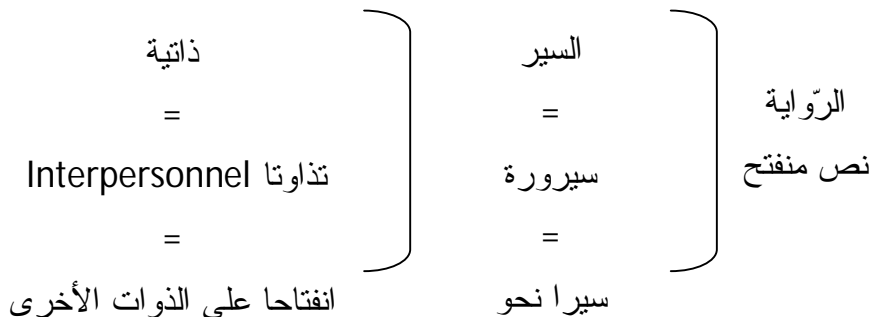 الرّواية
نص منفتح
السير
=
سيرورة
=
سيرا نحو
ذاتية
=
تذاوتا Interpersonnel
=
انفتاحا على الذوات الأخرى